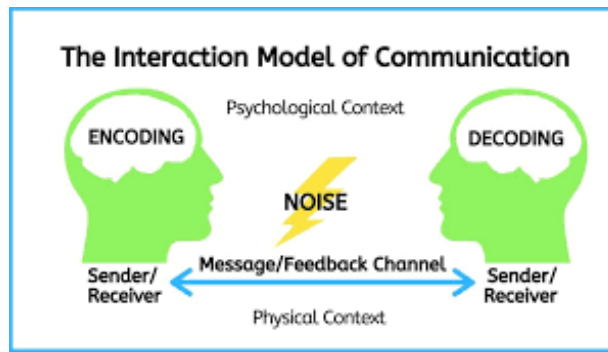 The Interaction Model of Communication
Psychological Context
ENCODING
DECODING
NOISE
Message/Feedback Channel
Sender/
Receiver
Sender/
Receiver
Physical Context